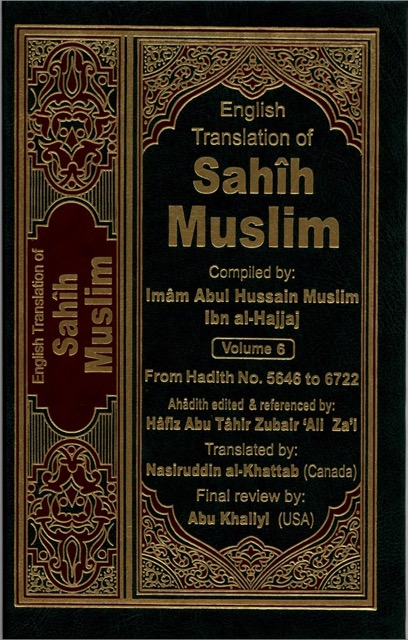 English Translation of
Sahîh
Muslim
English
Translation of
Sahîh
Muslim
Compiled by:
Imâm Abul Hussain Muslim
Ibn al-Hajjaj
Volume 6
From Hadith No. 5646 to 6722
Ahâdith edited & referenced by:
Hâfiz Abu Tâhir Zubair 'Ali Za'i
Translated by:
Nasiruddin al-Khattab (Canada)
Final review by:
Abu Khaliyl (USA)